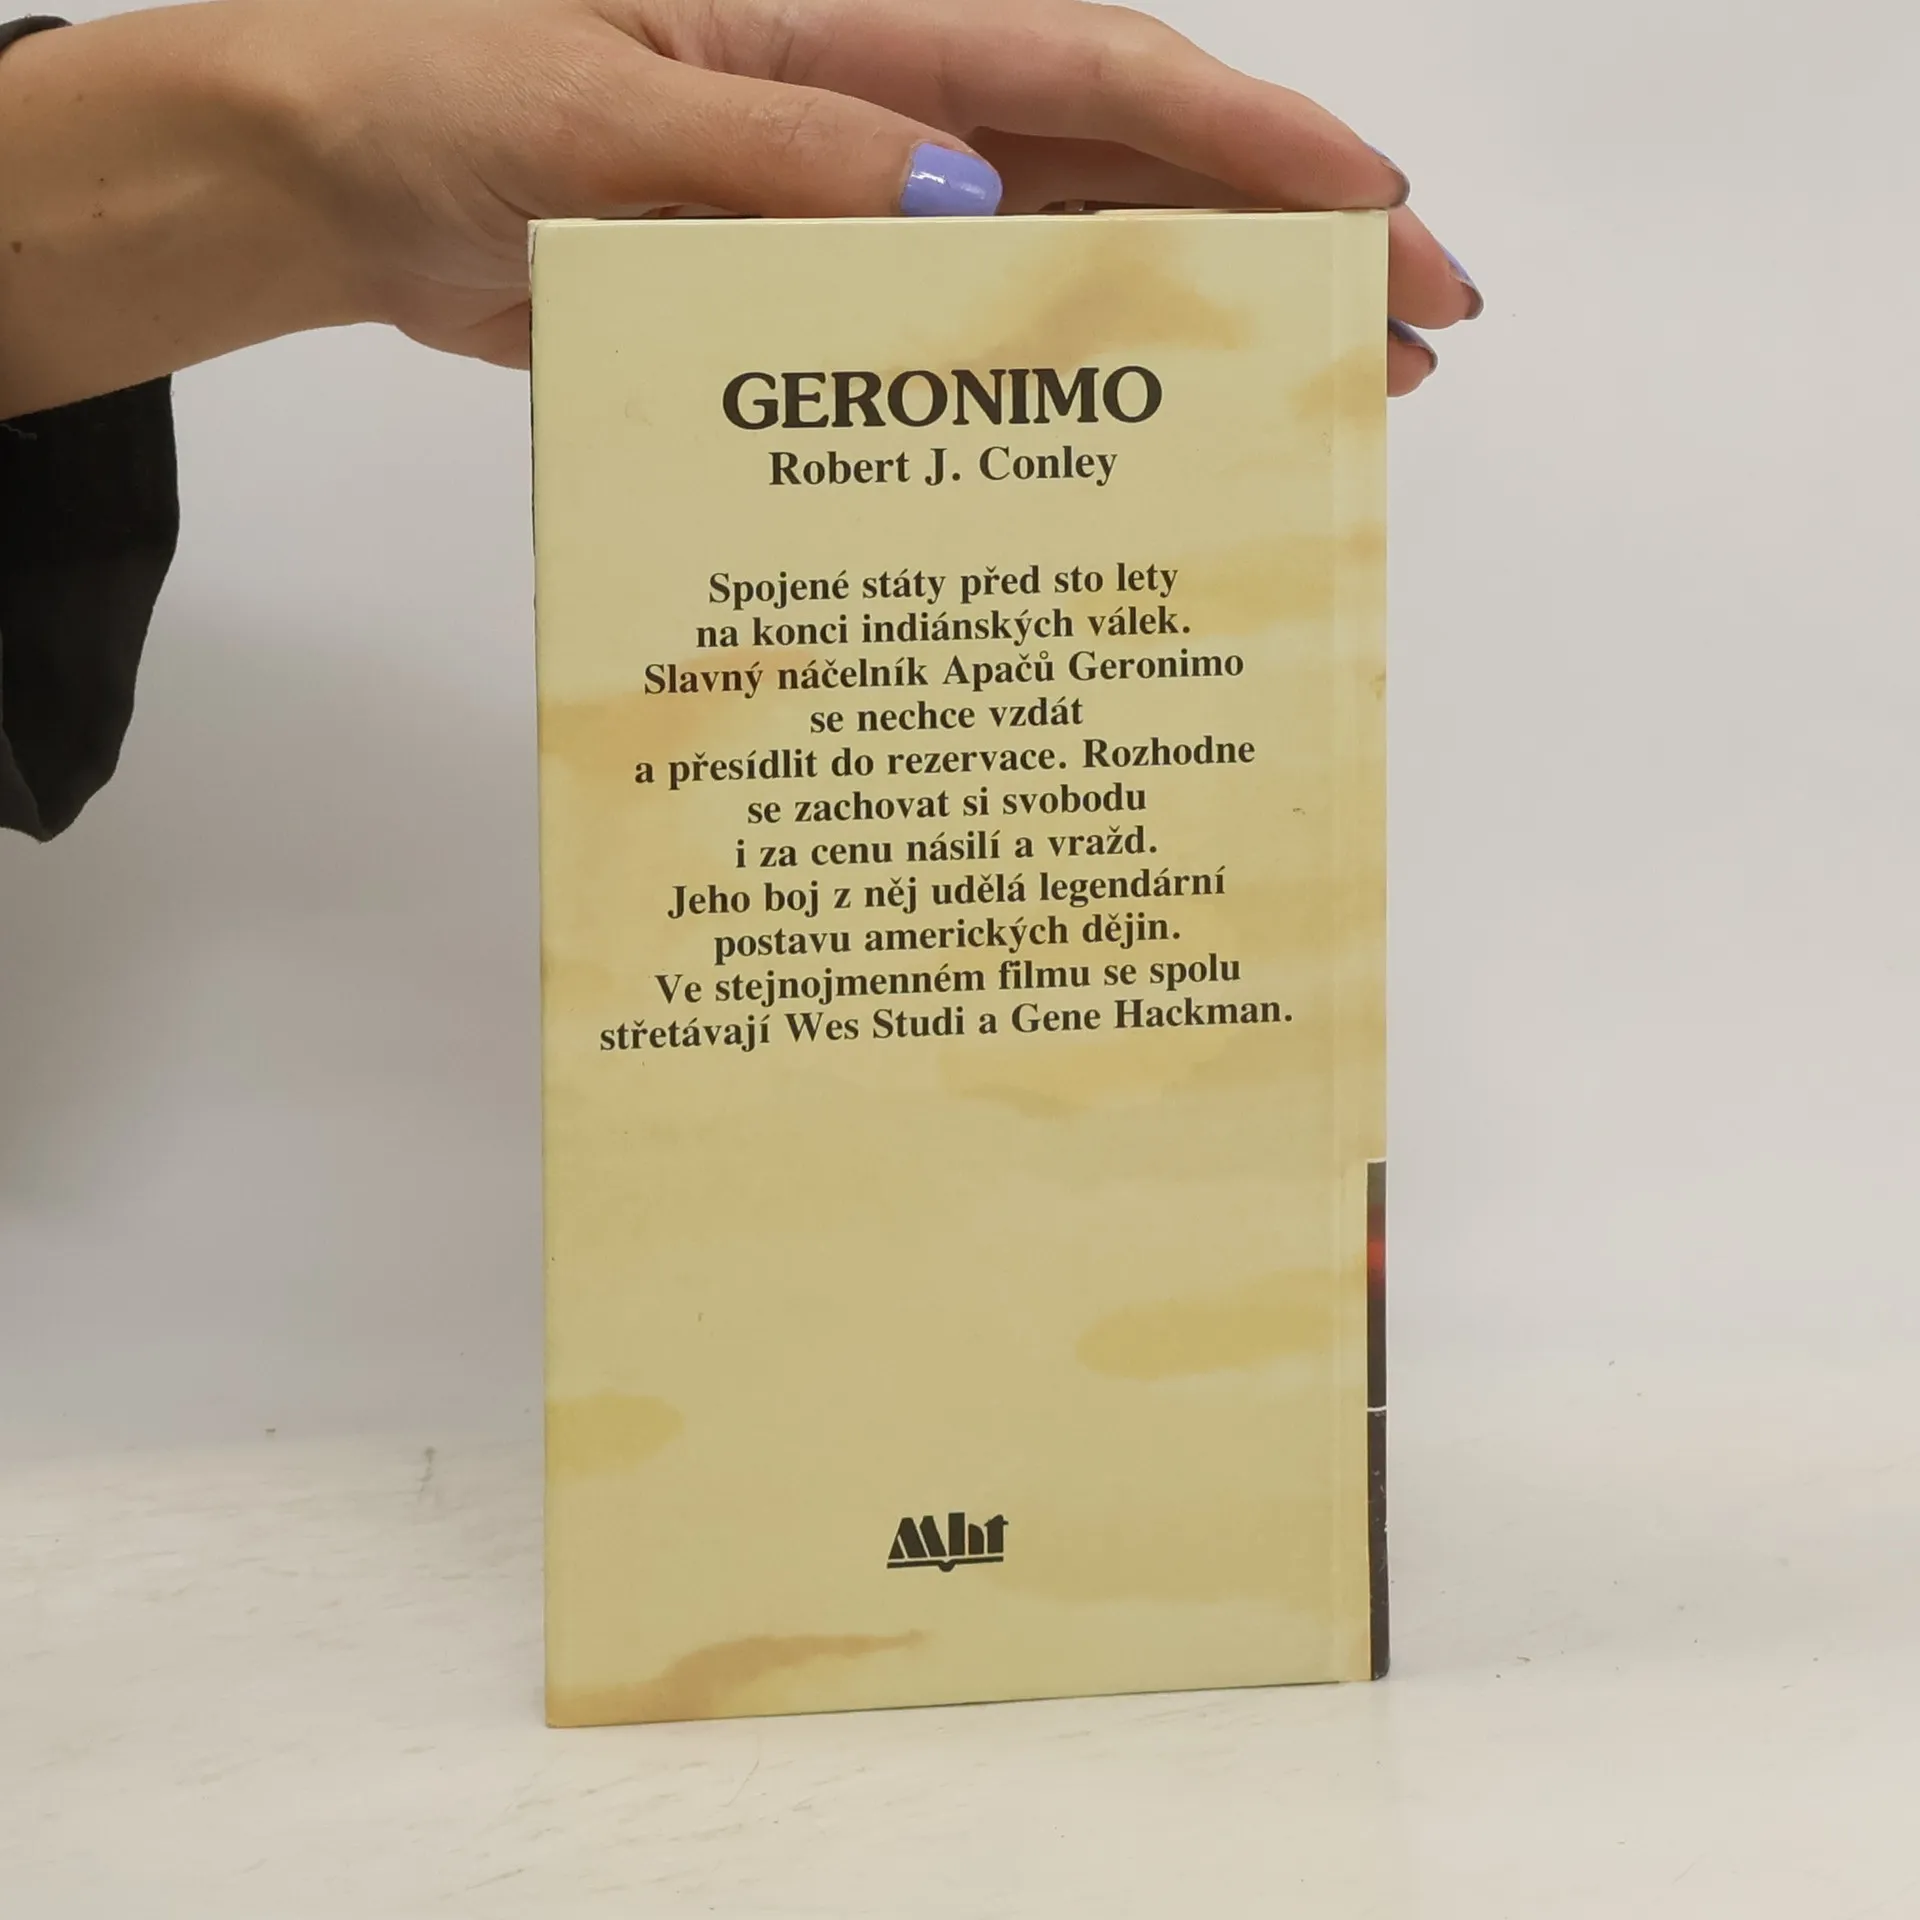 GERONIMO
Robert J. Conley
Spojené státy před sto lety
na konci indiánských válek.
Slavný náčelník Apačů Geronimo
se nechce vzdát
a přesídlit do rezervace. Rozhodne
se zachovat si svobodu
i za cenu násilí a vražd.
Jeho boj z něj udělá legendární
postavu amerických dějin.
Ve stejnojmenném filmu se spolu
střetávají Wes Studi a Gene Hackman.
Mht